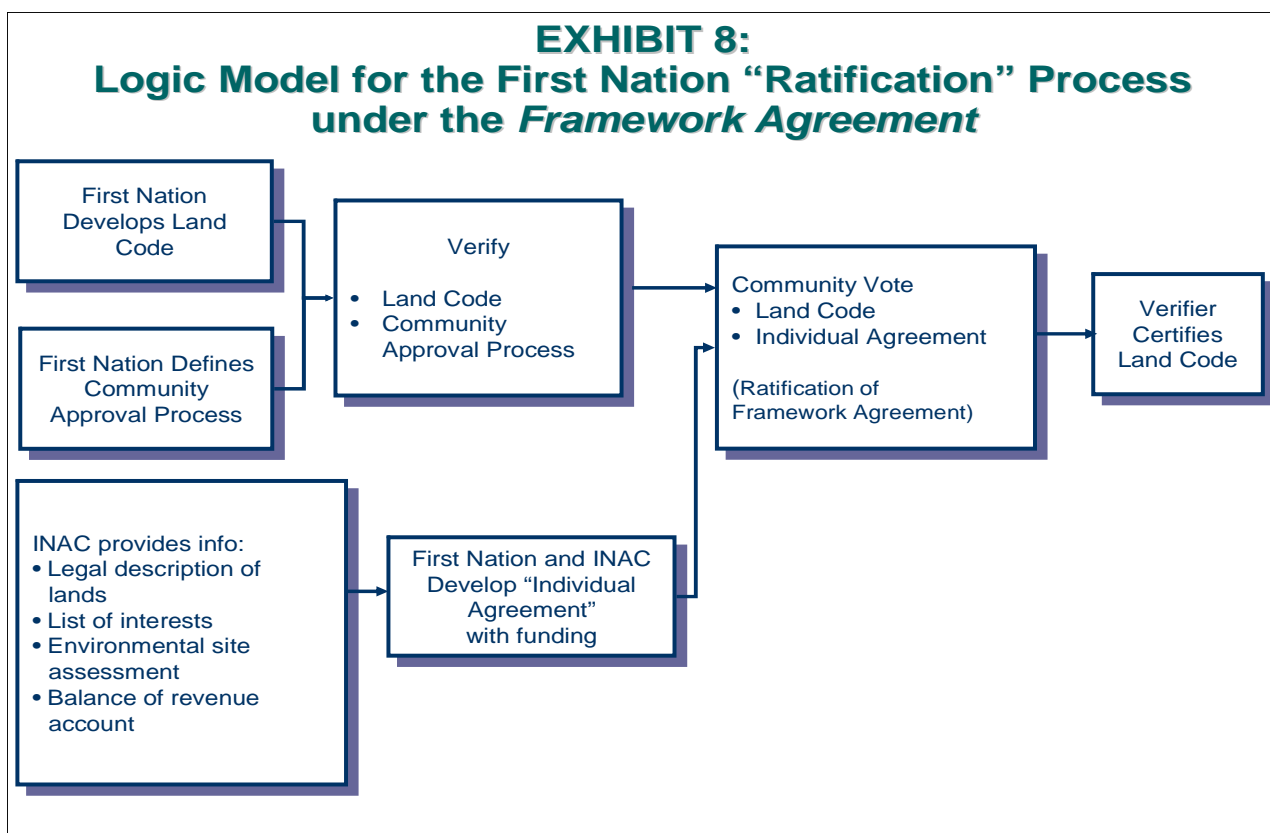 EXHIBIT 8:
Logic Model for the First Nation “Ratification” Process
under the Framework Agreement
First Nation
Develops Land
Code
First Nation Defines
Community
Approval Process
Verify
• Land Code
• Community
Approval Process
Community Vote
• Land Code
• Individual Agreement
(Ratification of
Framework Agreement)
Verifier
Certifies
Land Code
INAC provides info:
• Legal description of
lands
• List of interests
• Environmental site
assessment
• Balance of revenue
account
First Nation and INAC
Develop “Individual
Agreement”
with funding